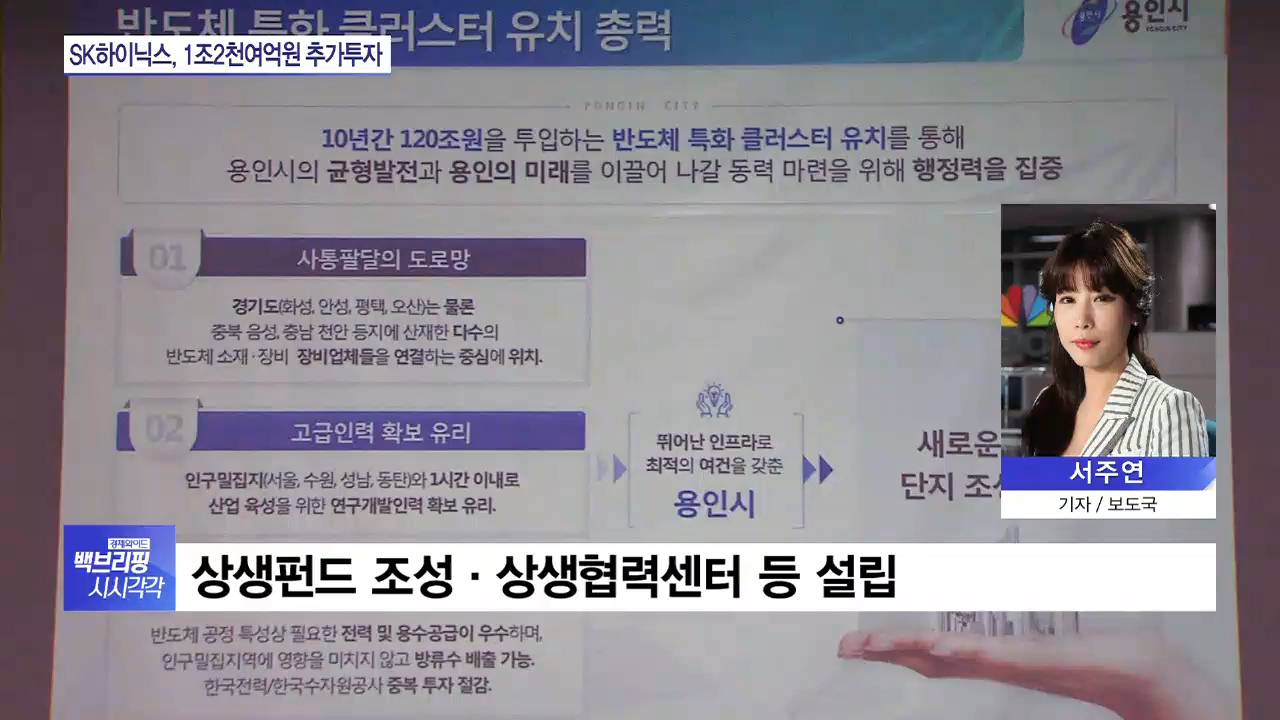 반도체 특화 클러스터 유치 총력
용인시
YONGIN CITY
SK하이닉스, 1조2천여억원 추가투자
YONGIN CITY
10년간 120조원을 투입하는 반도체 특화 클러스터 유치를 통해
용인시의 균형발전과 용인의 미래를 이끌어 나갈 동력 마련을 위해 행정력을 집중
01 사통팔달의 도로망
경기도(화성, 안성, 평택, 오산)는 물론
충북 음성, 충남 천안 등지에 산재한 다수의
반도체 소재·장비 장비업체들을 연결하는 중심에 위치.
02 고급인력 확보 유리
인구밀집지(서울, 수원, 성남, 동탄)와 1시간 이내로
산업 육성을 위한 연구개발인력 확보 유리.
뛰어난 인프라로
최적의 여건을 갖춘
용인시
새로운
단지 조성
서주연
기자 / 보도국
경제와이드
백브리핑
시시각각
상생펀드 조성·상생협력센터 등 설립
반도체 공정 특성상 필요한 전력 및 용수공급이 우수하며,
인구밀집지역에 영향을 미치지 않고 방류수 배출 가능.
한국전력/한국수자원공사 중복 투자 절감.